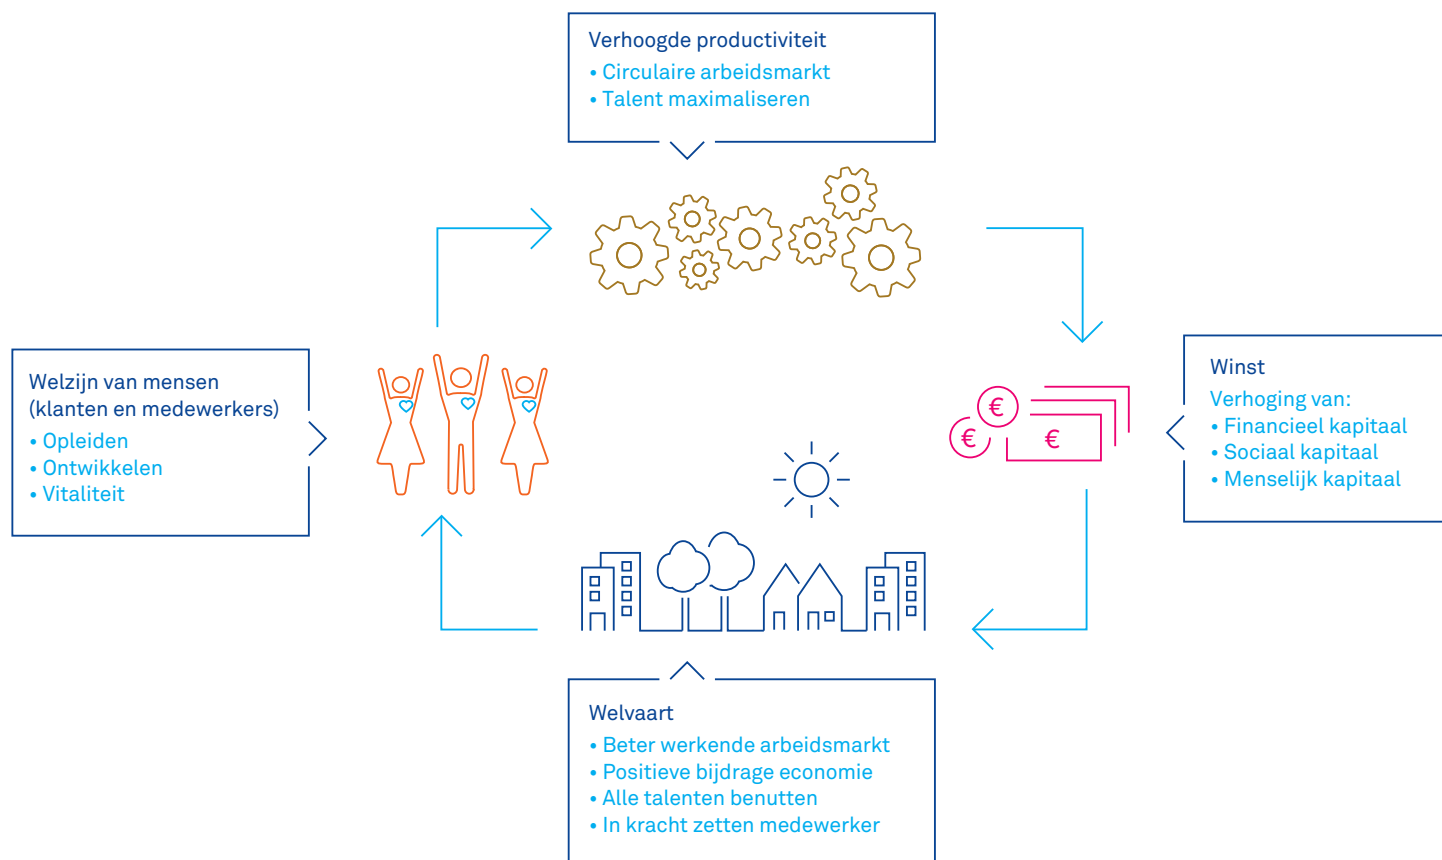 Verhoogde productiviteit
• Circulaire arbeidsmarkt
• Talent maximaliseren
Welzijn van mensen
(klanten en medewerkers)
• Opleiden
• Ontwikkelen
• Vitaliteit
€
€
€
Winst
Verhoging van:
• Financieel kapitaal
• Sociaal kapitaal
• Menselijk kapitaal
Welvaart
• Beter werkende arbeidsmarkt
• Positieve bijdrage economie
• Alle talenten benutten
• In kracht zetten medewerker